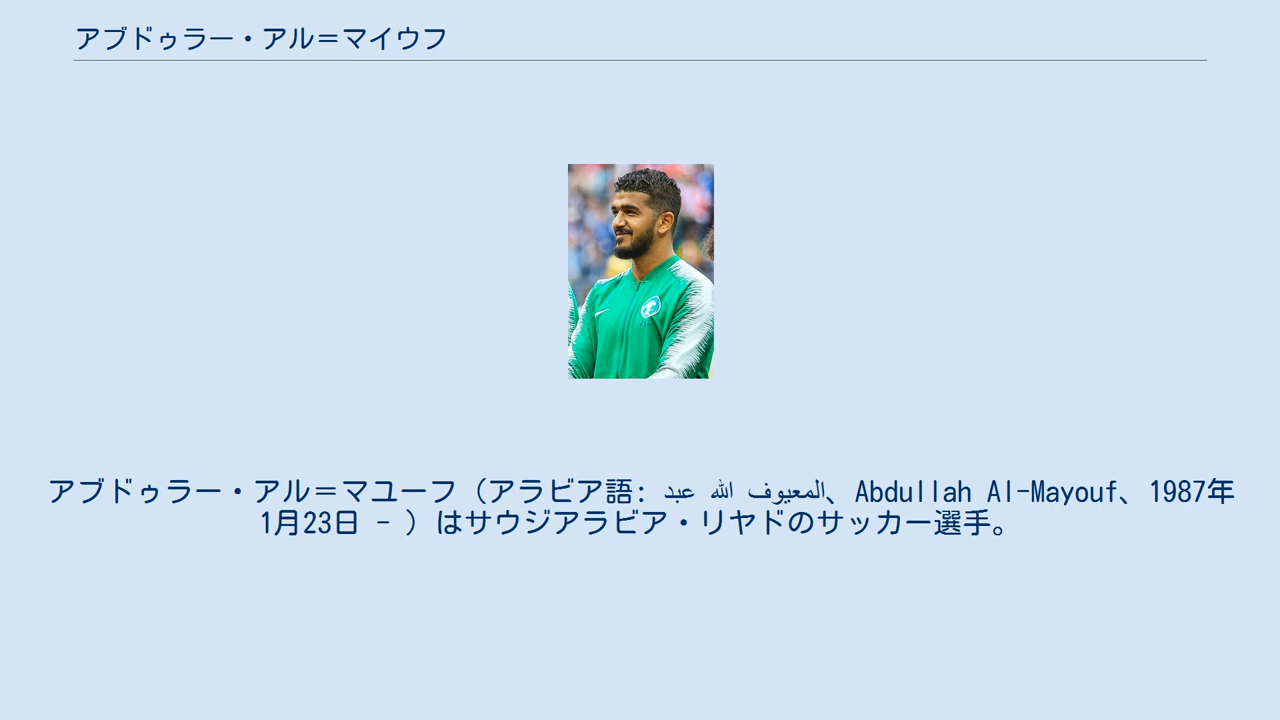 アブドゥラー・アル＝マイウフ
アブドゥラー・アル＝マユーフ（アラビア語: عبد الله المعيوف、Abdullah Al-Mayouf、1987年
1月23日 - ）はサウジアラビア・リヤドのサッカー選手。